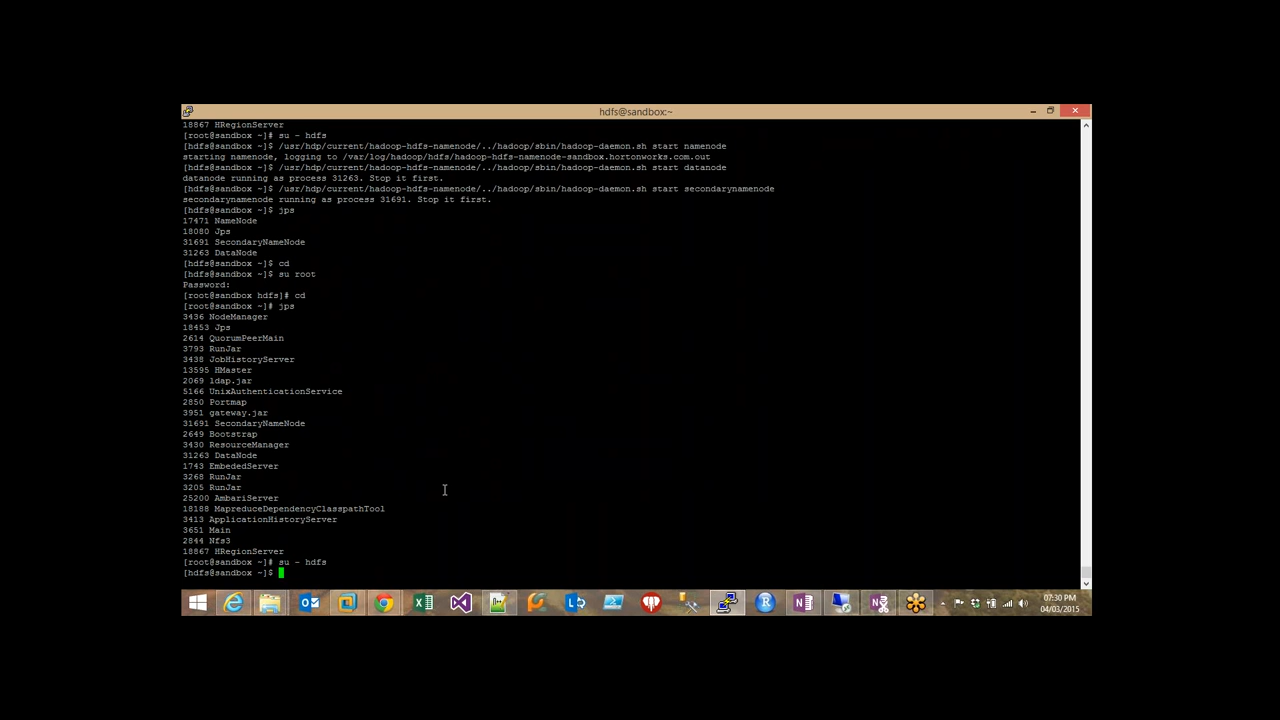 hdfs@sandbox:~
18867 HRegionServer
[root@sandbox ~]# su - hdfs
[hdfs@sandbox ~]$ /usr/hdp/current/hadoop-hdfs-namenode/../hadoop/sbin/hadoop-daemon.sh start namenode
starting namenode, logging to /var/log/hadoop/hdfs/hadoop-hdfs-namenode-sandbox.hortonworks.com.out
[hdfs@sandbox ~]$ /usr/hdp/current/hadoop-hdfs-namenode/../hadoop/sbin/hadoop-daemon.sh start datanode
datanode running as process 31263. Stop it first.
[hdfs@sandbox ~]$ /usr/hdp/current/hadoop-hdfs-namenode/../hadoop/sbin/hadoop-daemon.sh start secondarynamenode
secondarynamenode running as process 31691. Stop it first.
[hdfs@sandbox ~]$ jps
17471 NameNode
18080 Jps
31691 SecondaryNameNode
31263 DataNode
[hdfs@sandbox ~]$ cd
[hdfs@sandbox ~]$ su root
Password:
[root@sandbox hdfs]# cd
[root@sandbox ~]# jps
3436 NodeManager
18453 Jps
2614 QuorumPeerMain
3793 RunJar
3438 JobHistoryServer
13595 HMaster
2069 ldap.jar
5166 UnixAuthenticationService
2850 Portmap
3951 gateway.jar
31691 SecondaryNameNode
2649 Bootstrap
3430 ResourceManager
31263 DataNode
1743 EmbededServer
3268 RunJar
3205 RunJar
25200 AmbariServer
18188 MapreduceDependencyClasspathTool
3413 ApplicationHistoryServer
3651 Main
2844 Nfs3
18867 HRegionServer
[root@sandbox ~]# su - hdfs
[hdfs@sandbox ~]$
07:30 PM
04/03/2015